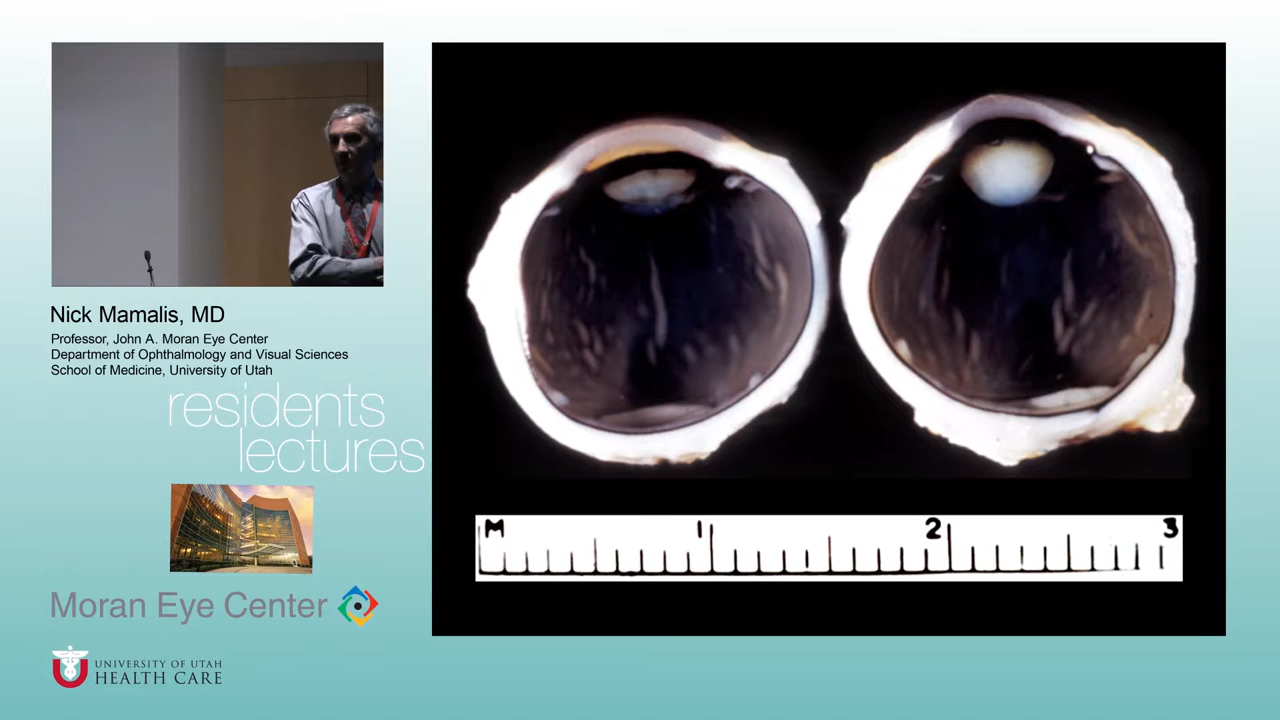 Nick Mamalis, MD
Professor, John A. Moran Eye Center
Department of Ophthalmology and Visual Sciences
School of Medicine, University of Utah
residents
lectures
Moran Eye Center
UNIVERSITY OF UTAH
HEALTH CARE
M 1 2 3